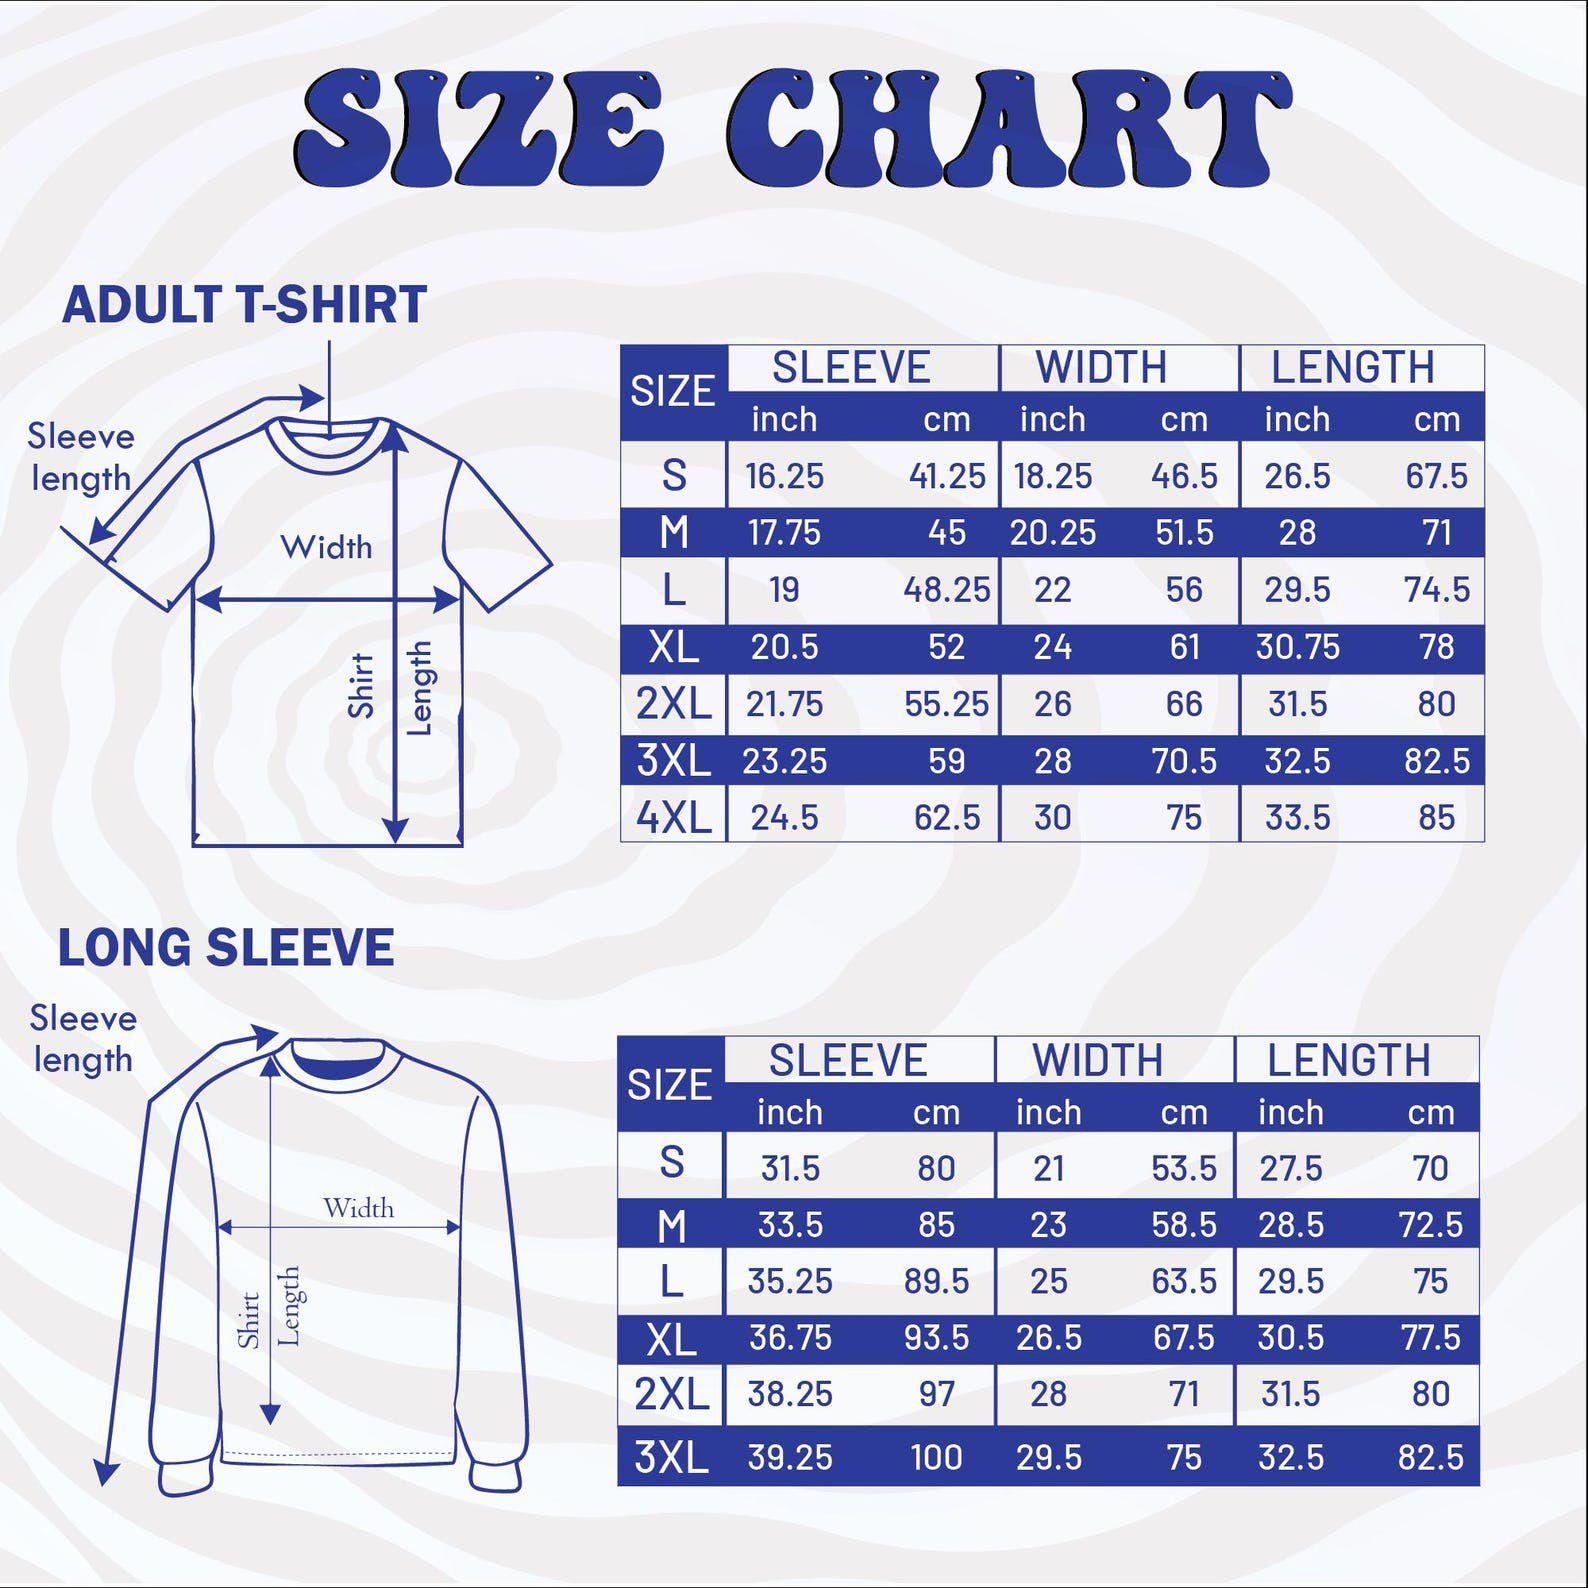 SIZE CHART
ADULT T-SHIRT
Sleeve
length
Width
Shirt
Length
SIZE SLEEVE WIDTH LENGTH
inch cm inch cm inch cm
S 16.25 41.25 18.25 46.5 26.5 67.5
M 17.75 45 20.25 51.5 28 71
L 19 48.25 22 56 29.5 74.5
XL 20.5 52 24 61 30.75 78
2XL 21.75 55.25 26 66 31.5 80
3XL 23.25 59 28 70.5 32.5 82.5
4XL 24.5 62.5 30 75 33.5 85
LONG SLEEVE
Sleeve
length
Width
Shirt
Length
SIZE SLEEVE WIDTH LENGTH
inch cm inch cm inch cm
S 31.5 80 21 53.5 27.5 70
M 33.5 85 23 58.5 28.5 72.5
L 35.25 89.5 25 63.5 29.5 75
XL 36.75 93.5 26.5 67.5 30.5 77.5
2XL 38.25 97 28 71 31.5 80
3XL 39.25 100 29.5 75 32.5 82.5